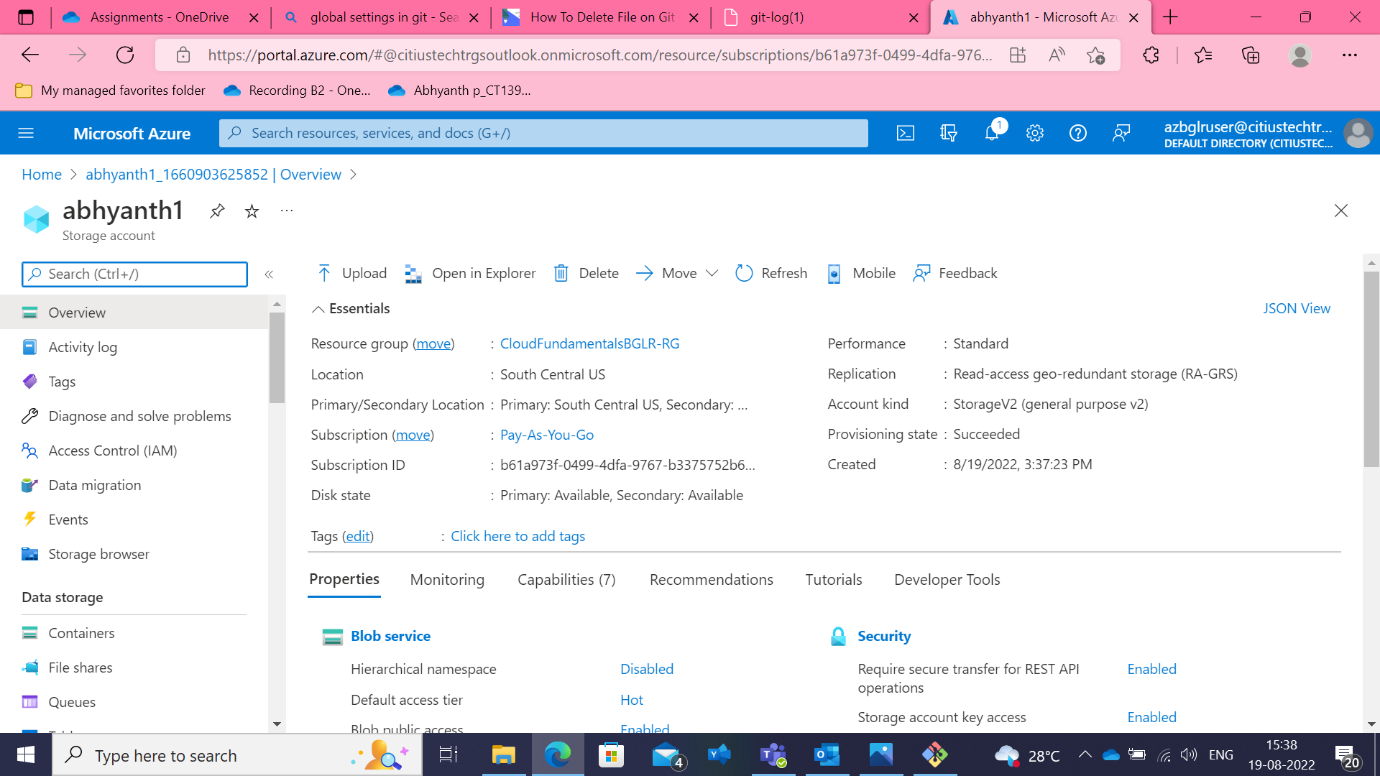 Assignments - OneDrive
global settings in git - Sea
How To Delete File on Git
git-log(1)
abhyanth1 - Microsoft Azu
https://portal.azure.com/#@citiustechtrgsoutlook.onmicrosoft.com/resource/subscriptions/b61a973f-0499-4dfa-976...
My managed favorites folder
Recording B2 - One...
Abhyanth p_CT139...
Microsoft Azure
Search resources, services, and docs (G+/)
1
azbglruser@citiustechtr...
DEFAULT DIRECTORY (CITIUSTEC...
Home > abhyanth1_1660903625852 | Overview >
abhyanth1
Storage account
Search (Ctrl+/)
Overview
Activity log
Tags
Diagnose and solve problems
Access Control (IAM)
Data migration
Events
Storage browser
Data storage
Containers
File shares
Queues
Upload
Open in Explorer
Delete
Move
Refresh
Mobile
Feedback
Essentials
JSON View
Resource group (move) : CloudFundamentalsBGLR-RG
Location : South Central US
Primary/Secondary Location : Primary: South Central US, Secondary: ...
Subscription (move) : Pay-As-You-Go
Subscription ID : b61a973f-0499-4dfa-9767-b3375752b6...
Disk state : Primary: Available, Secondary: Available
Performance : Standard
Replication : Read-access geo-redundant storage (RA-GRS)
Account kind : StorageV2 (general purpose v2)
Provisioning state : Succeeded
Created : 8/19/2022, 3:37:23 PM
Tags (edit) : Click here to add tags
Properties
Monitoring
Capabilities (7)
Recommendations
Tutorials
Developer Tools
Blob service
Hierarchical namespace Disabled
Default access tier Hot
Blob public access Enabled
Security
Require secure transfer for REST API operations Enabled
Storage account key access Enabled
Type here to search
4
28°C
ENG
15:38
19-08-2022
20